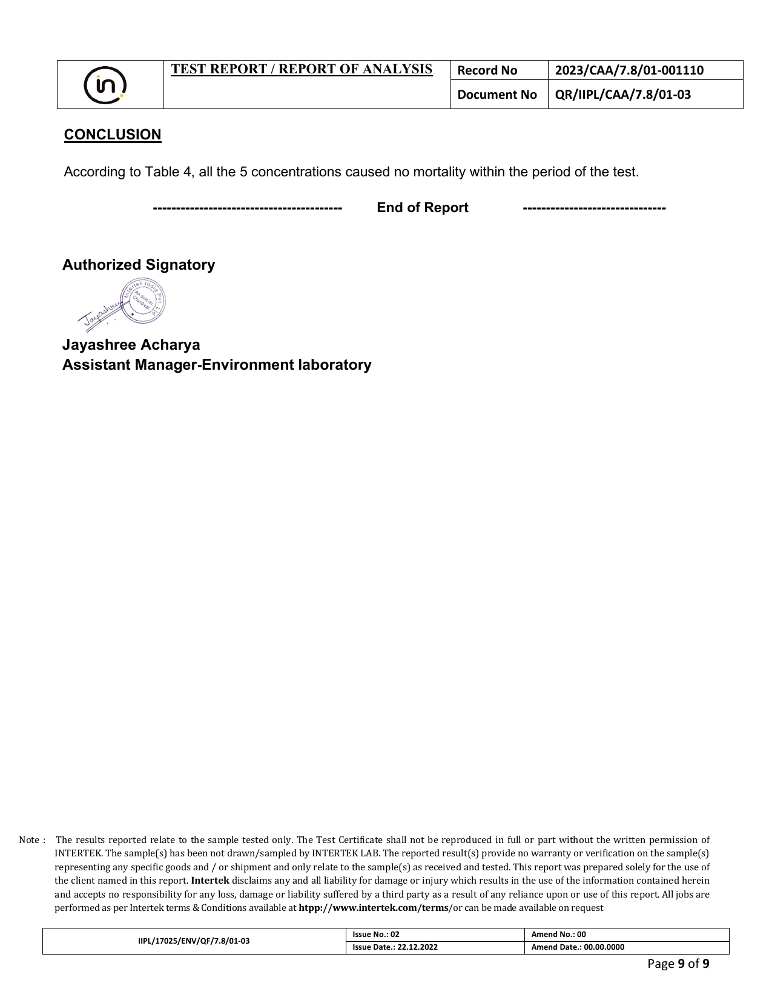 in
TEST REPORT / REPORT OF ANALYSIS
Record No 2023/CAA/7.8/01-001110
Document No QR/IIPL/CAA/7.8/01-03
CONCLUSION
According to Table 4, all the 5 concentrations caused no mortality within the period of the test.
----------------------------------------- End of Report -------------------------------
Authorized Signatory
Intertek India Pvt. Ltd
AA division,
Chandivali
Jayashree
Jayashree Acharya
Assistant Manager-Environment laboratory
Note : The results reported relate to the sample tested only. The Test Certificate shall not be reproduced in full or part without the written permission of
INTERTEK. The sample(s) has been not drawn/sampled by INTERTEK LAB. The reported result(s) provide no warranty or verification on the sample(s)
representing any specific goods and / or shipment and only relate to the sample(s) as received and tested. This report was prepared solely for the use of
the client named in this report. Intertek disclaims any and all liability for damage or injury which results in the use of the information contained herein
and accepts no responsibility for any loss, damage or liability suffered by a third party as a result of any reliance upon or use of this report. All jobs are
performed as per Intertek terms & Conditions available at htpp://www.intertek.com/terms/or can be made available on request
IIPL/17025/ENV/QF/7.8/01-03
Issue No.: 02 Amend No.: 00
Issue Date.: 22.12.2022 Amend Date.: 00.00.0000
Page 9 of 9